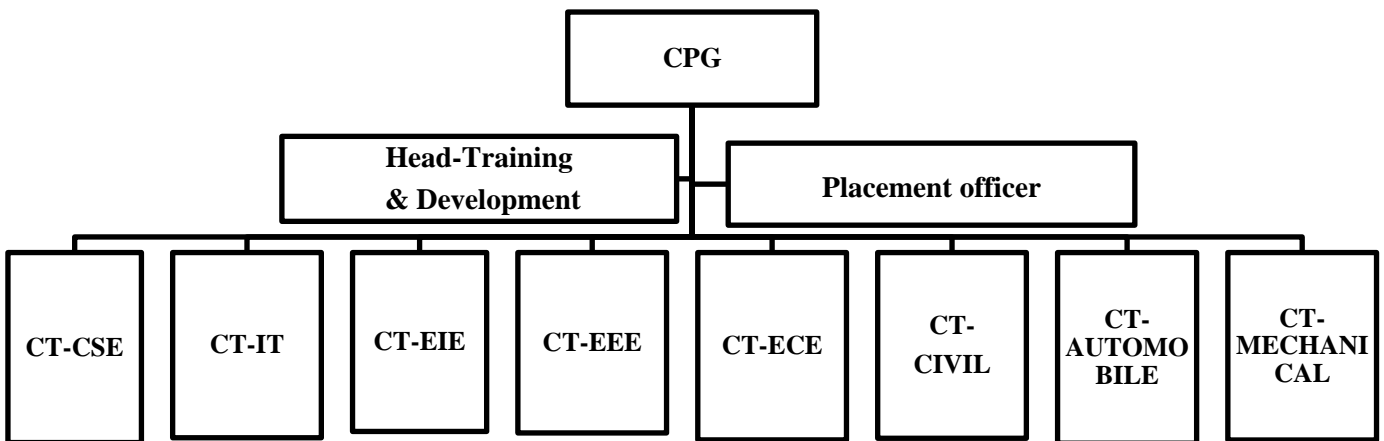 CPG
Head-Training
& Development
Placement officer
CT-CSE
CT-IT
CT-EIE
CT-EEE
CT-ECE
CT-
CIVIL
CT-
AUTOMO
BILE
CT-
MECHANI
CAL